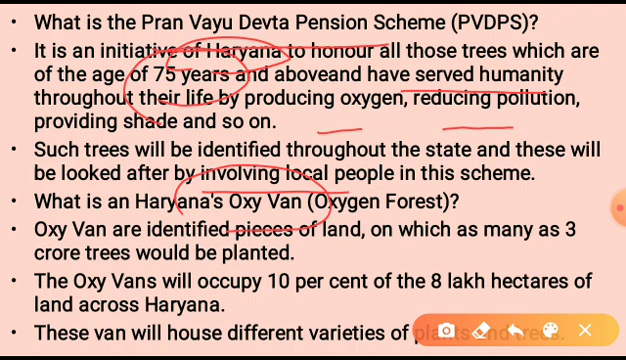 • What is the Pran Vayu Devta Pension Scheme (PVDPS)?
• It is an initiative of Haryana to honour all those trees which are
of the age of 75 years and aboveand have served humanity
throughout their life by producing oxygen, reducing pollution,
providing shade and so on.
• Such trees will be identified throughout the state and these will
be looked after by involving local people in this scheme.
• What is an Haryana's Oxy Van (Oxygen Forest)?
• Oxy Van are identified pieces of land, on which as many as 3
crore trees would be planted.
• The Oxy Vans will occupy 10 per cent of the 8 lakh hectares of
land across Haryana.
• These van will house different varieties of plants and trees.